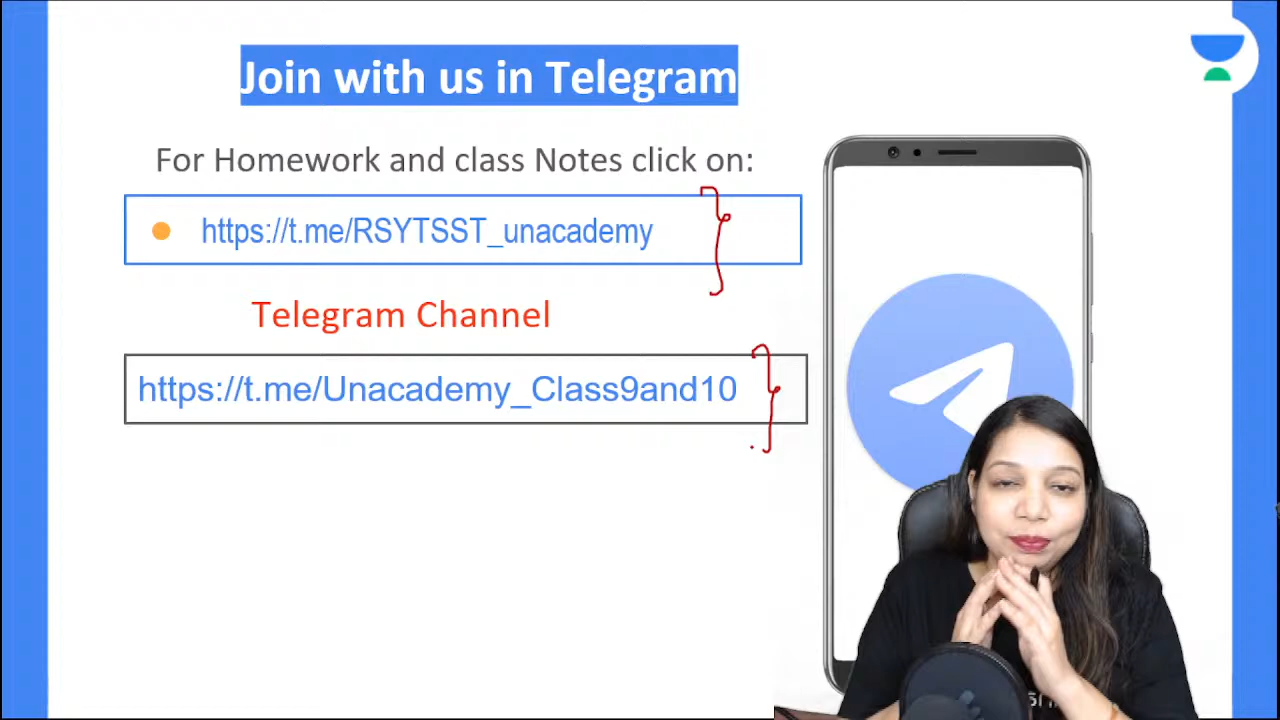 Join with us in Telegram
For Homework and class Notes click on:
https://t.me/RSYTSST_unacademy
Telegram Channel
https://t.me/Unacademy_Class9and10